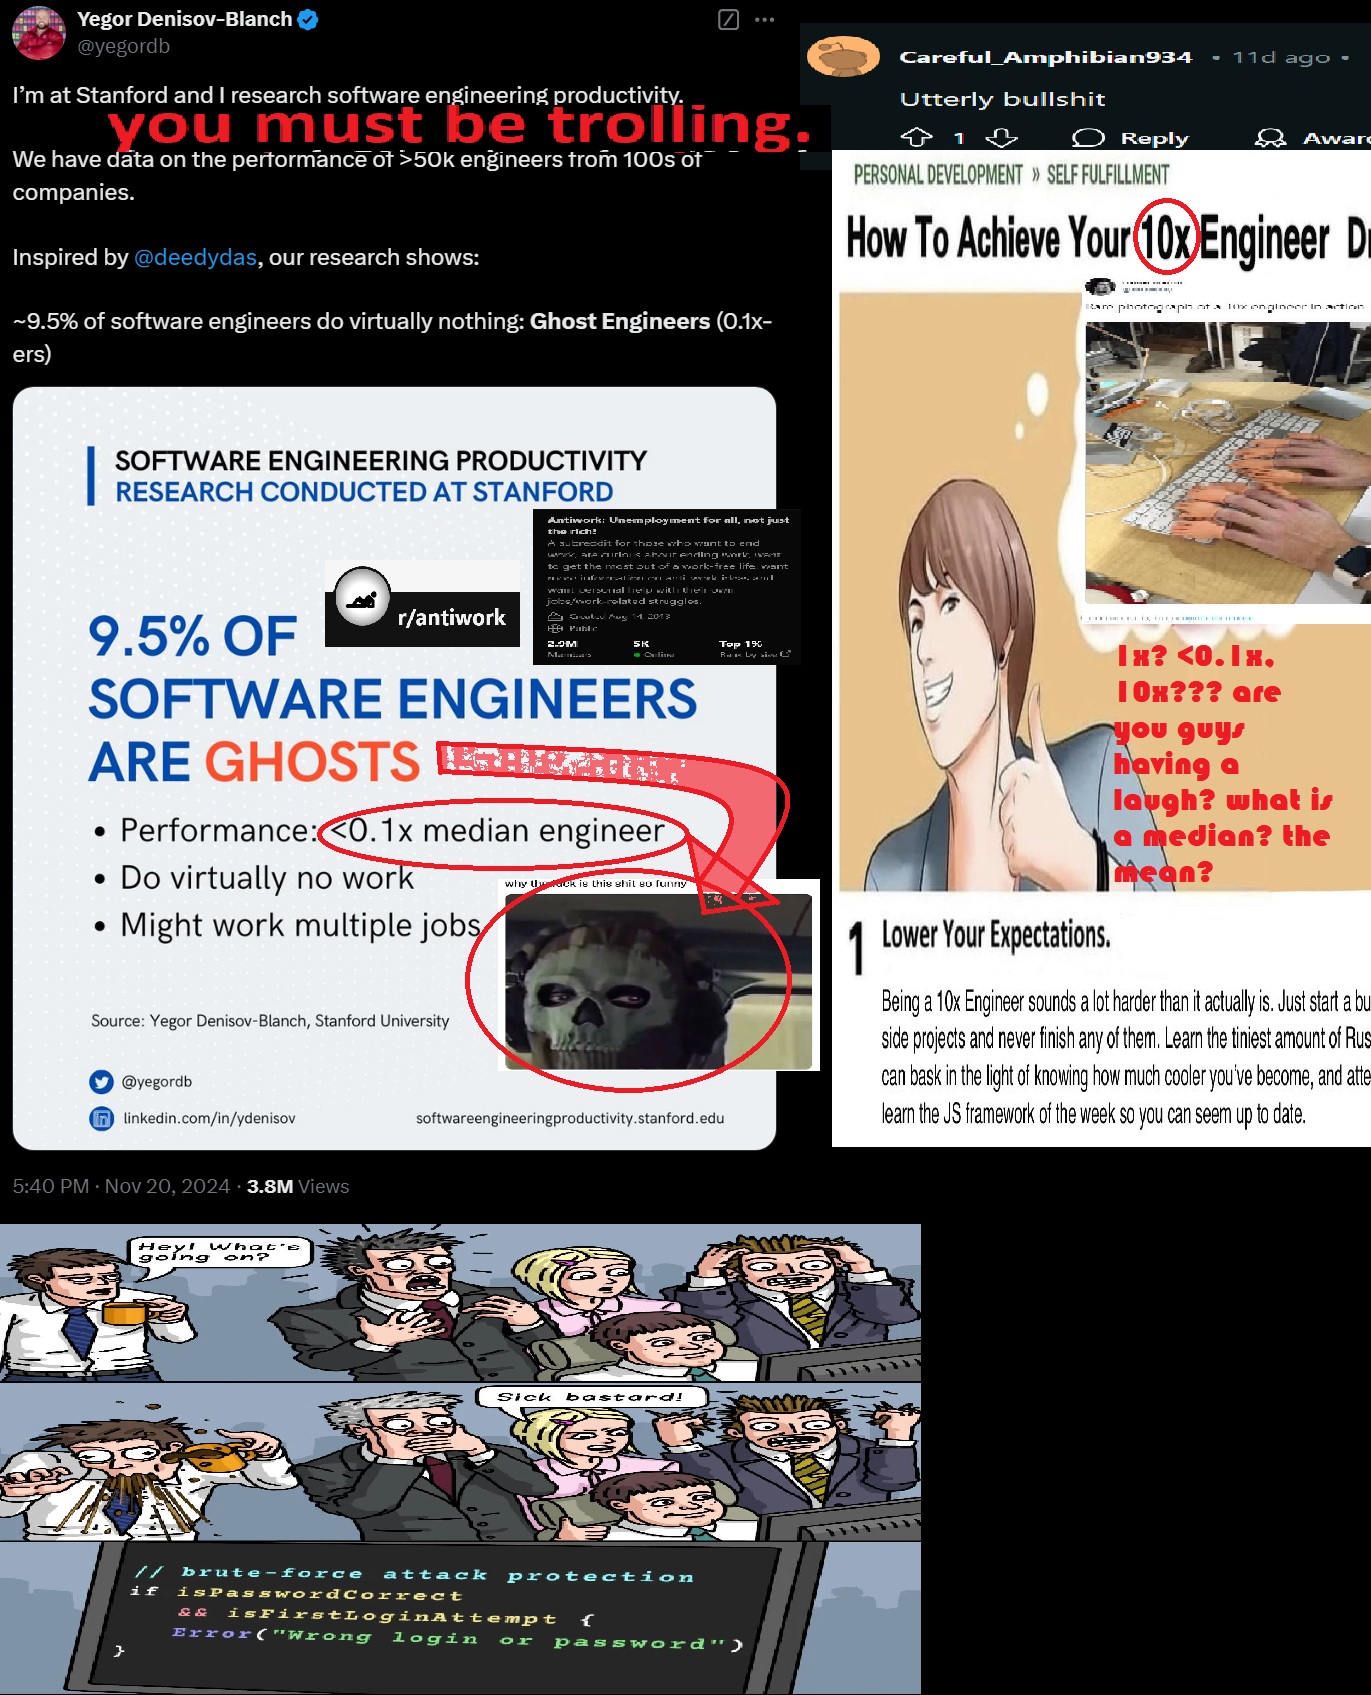 Yegor Denisov-Blanch
@yegordb
I'm at Stanford and I research software engineering productivity.
you must be trolling.
We have data on the performance of >50k engineers from 100s of
companies.
Inspired by @deedydas, our research shows:
~9.5% of software engineers do virtually nothing: Ghost Engineers (0.1x-
ers)
SOFTWARE ENGINEERING PRODUCTIVITY
RESEARCH CONDUCTED AT STANFORD
r/antiwork
Antiwork: Unemployment for all, not just
the rich!
A subreddit for those who want to end
work, are curious about ending work, want
to get the most out of a work-free life, want
more information on anti-work ideas and
want personal help with their own
jobs/work-related struggles.
Created Aug 14, 2013
Public
2.9M 5K Top 1%
Members Online Rank by size
9.5% OF
SOFTWARE ENGINEERS
ARE GHOSTS
• Performance: <0.1x median engineer
• Do virtually no work
• Might work multiple jobs
why the fuck is this shit so funny
Source: Yegor Denisov-Blanch, Stanford University
@yegordb
linkedin.com/in/ydenisov
softwareengineeringproductivity.stanford.edu
5:40 PM · Nov 20, 2024 · 3.8M Views
Careful_Amphibian934 • 11d ago •
Utterly bullshit
1 Reply Awar
PERSONAL DEVELOPMENT » SELF FULFILLMENT
How To Achieve Your 10x Engineer D
Rare photograph of a 10x engineer in action
1x? <0.1x,
10x??? are
you guys
having a
laugh? what is
a median? the
mean?
1 Lower Your Expectations.
Being a 10x Engineer sounds a lot harder than it actually is. Just start a bu
side projects and never finish any of them. Learn the tiniest amount of Rus
can bask in the light of knowing how much cooler you've become, and atte
learn the JS framework of the week so you can seem up to date.
Hey! What's
going on?
Sick bastard!
// brute-force attack protection
if isPasswordCorrect
&& isFirstLoginAttempt {
Error("Wrong login or password")
}